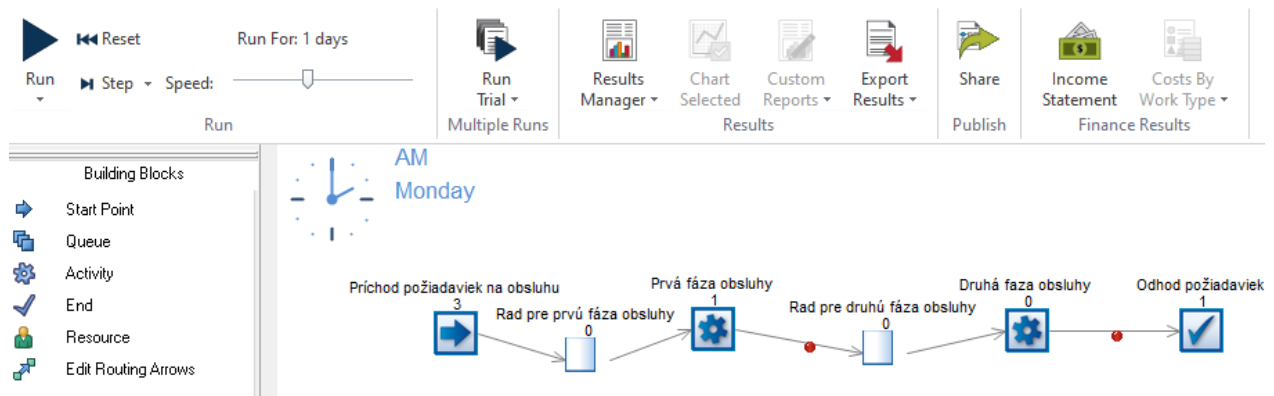 Reset
Run For: 1 days
Run
Step
Speed:
Run
Run
Trial
Multiple Runs
Results
Manager
Chart
Selected
Custom
Reports
Export
Results
Results
Share
Publish
Income
Statement
Costs By
Work Type
Finance Results
Building Blocks
Start Point
Queue
Activity
End
Resource
Edit Routing Arrows
AM
Monday
Príchod požiadaviek na obsluhu
3
Rad pre prvú fáza obsluhy
0
Prvá fáza obsluhy
1
Rad pre druhú fáza obsluhy
0
Druhá faza obsluhy
0
Odhod požiadaviek
1